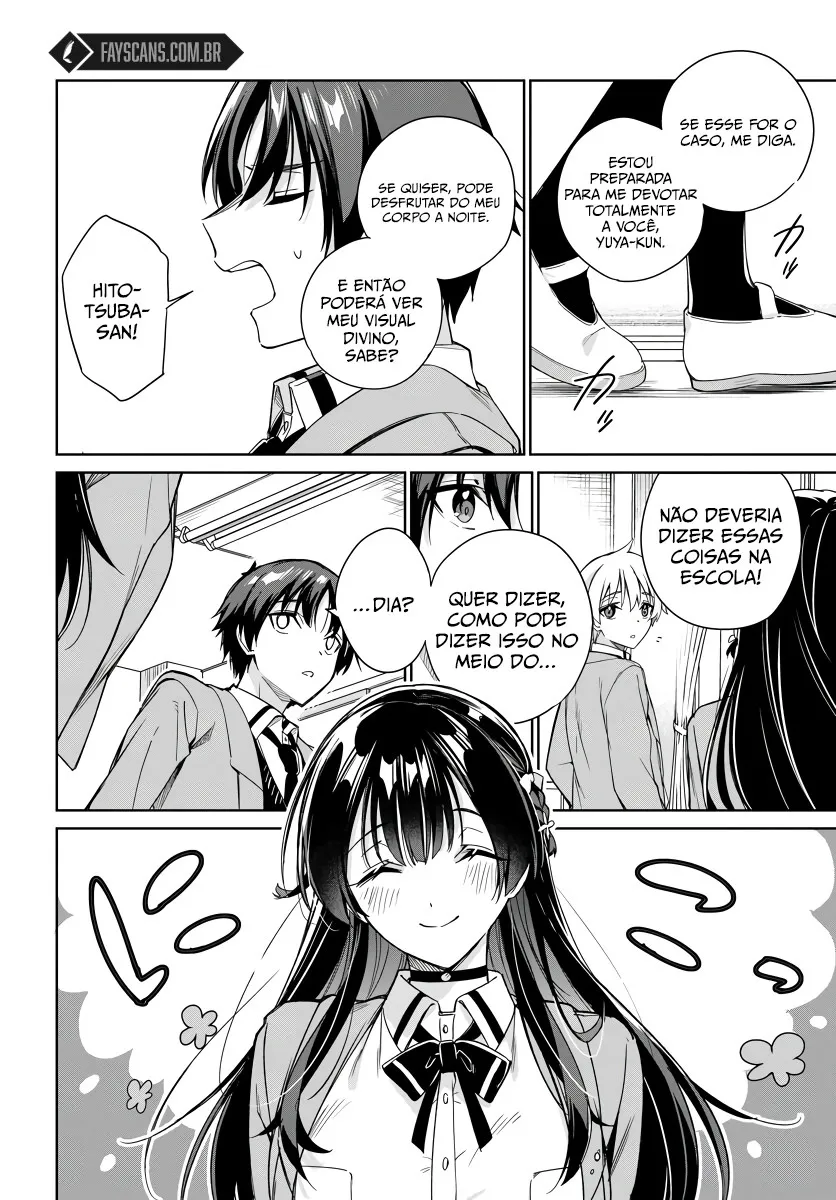 FAYSCANS.COM.BR
SE ESSE FOR O
CASO, ME DIGA.
ESTOU
PREPARADA
PARA ME DEVOTAR
TOTALMENTE
A VOCÊ,
YUYA-KUN.
SE QUISER, PODE
DESFRUTAR DO MEU
CORPO A NOITE.
E ENTÃO
PODERÁ VER
MEU VISUAL
DIVINO,
SABE?
HITO-
TSUBA-
SAN!
NÃO DEVERIA
DIZER ESSAS
COISAS NA
ESCOLA!
QUER DIZER,
COMO PODE
DIZER ISSO NO
MEIO DO...
...DIA?